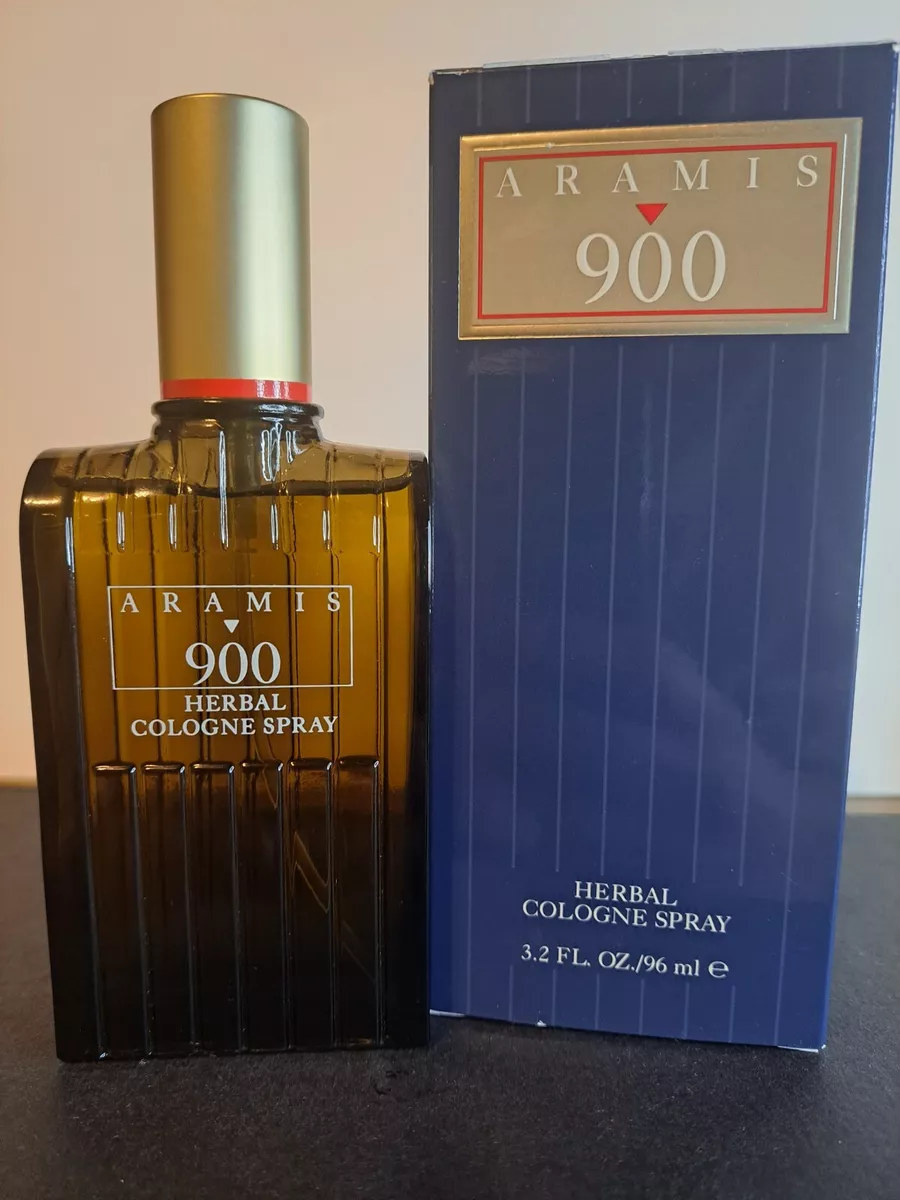 ARAMIS
900
HERBAL
COLOGNE SPRAY
ARAMIS
900
HERBAL
COLOGNE SPRAY
3.2 FL. OZ./96 ml ℮